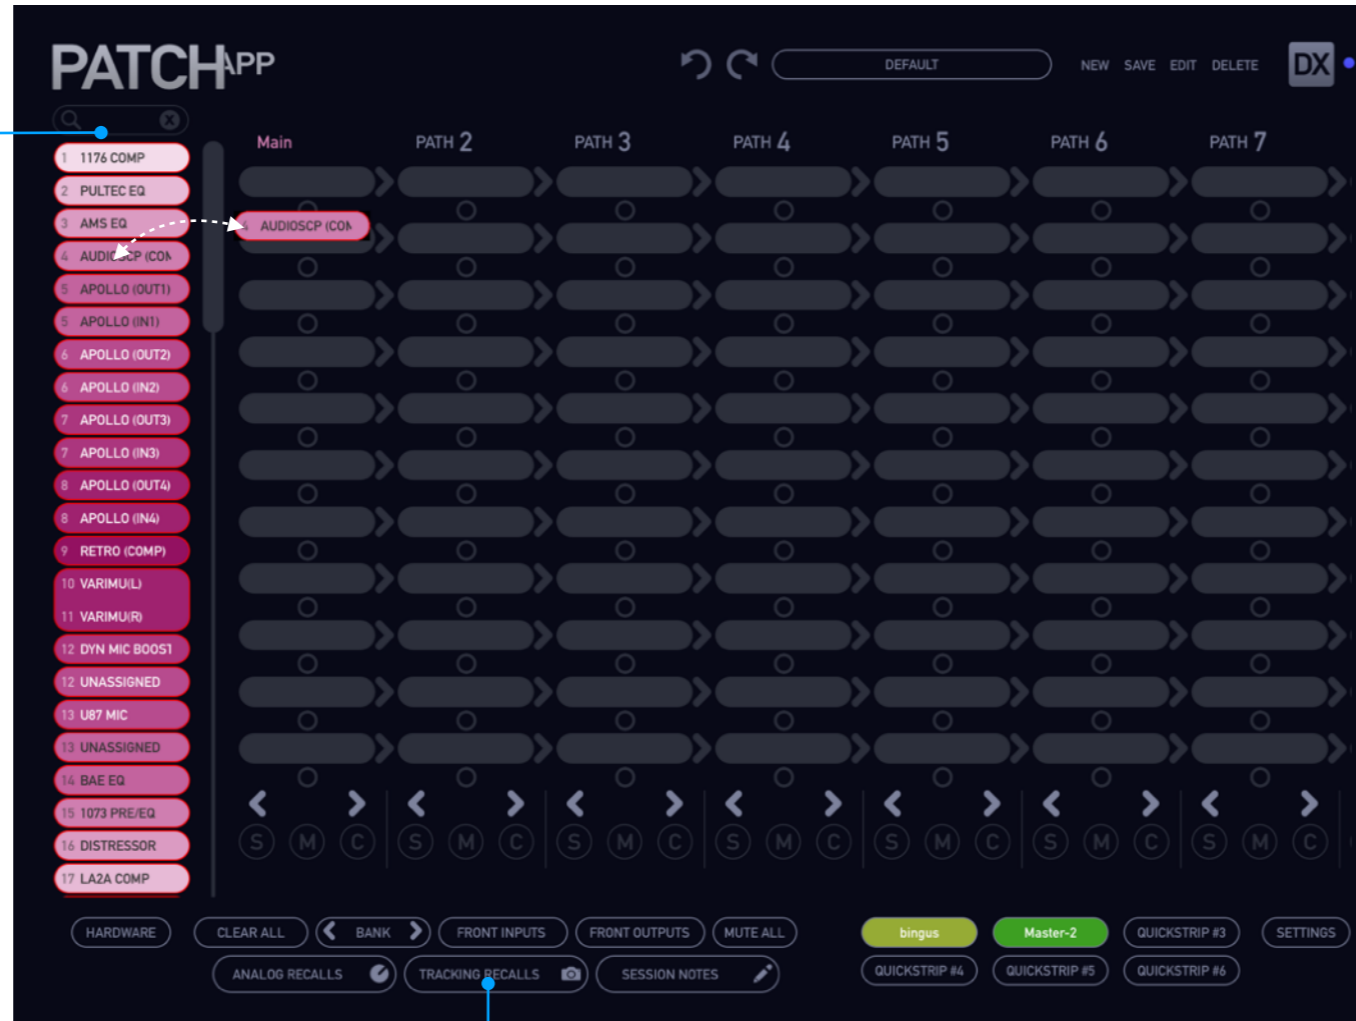 PATCHAPP
DEFAULT
NEW SAVE EDIT DELETE
DX
Main PATH 2 PATH 3 PATH 4 PATH 5 PATH 6 PATH 7
1 1176 COMP
2 PULTEC EQ
3 AMS EQ
4 AUDIOSCP (COM
AUDIOSCP (COM
5 APOLLO (OUT1)
5 APOLLO (IN1)
6 APOLLO (OUT2)
6 APOLLO (IN2)
7 APOLLO (OUT3)
7 APOLLO (IN3)
8 APOLLO (OUT4)
8 APOLLO (IN4)
9 RETRO (COMP)
10 VARIMU(L)
11 VARIMU(R)
12 DYN MIC BOOST
12 UNASSIGNED
13 U87 MIC
13 UNASSIGNED
14 BAE EQ
15 1073 PRE/EQ
16 DISTRESSOR
17 LA2A COMP
S M C S M C S M C S M C S M C S M C S M C
HARDWARE CLEAR ALL BANK FRONT INPUTS FRONT OUTPUTS MUTE ALL bingus Master-2 QUICKSTRIP #3 SETTINGS
ANALOG RECALLS TRACKING RECALLS SESSION NOTES QUICKSTRIP #4 QUICKSTRIP #5 QUICKSTRIP #6